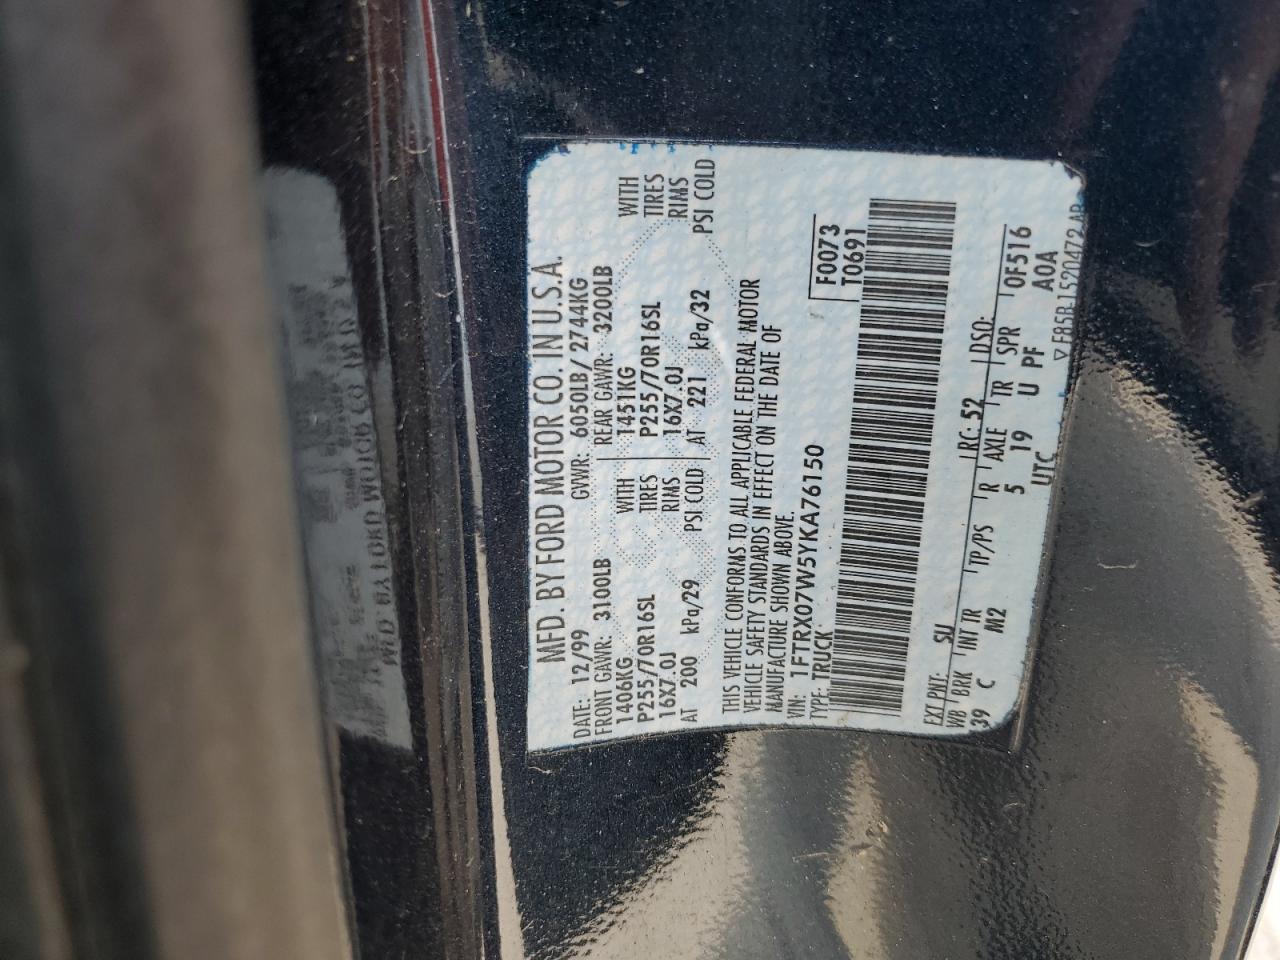 MFD. BY FORD MOTOR CO. IN U.S.A.
DATE: 12/99 GVWR: 6050LB/2744KG
FRONT GAWR: 3100LB REAR GAWR: 3200LB
1406KG WITH 1451KG WITH
P255/70R16SL TIRES P255/70R16SL TIRES
16X7.0J RIMS 16X7.0J RIMS
AT 200 kPa/29 PSI COLD AT 221 kPa/32 PSI COLD
THIS VEHICLE CONFORMS TO ALL APPLICABLE FEDERAL MOTOR
VEHICLE SAFETY STANDARDS IN EFFECT ON THE DATE OF
MANUFACTURE SHOWN ABOVE.
VIN: 1FTRX07W5YKA76150 F0073
TYPE: TRUCK T0691
EXT PNT: SU RC: 52 DSO:
WB BRK INT TR TP/PS R AXLE TR SPR 0F516
39 C M2 5 19 U PF A0A
UTC
▽F85B1520472AB